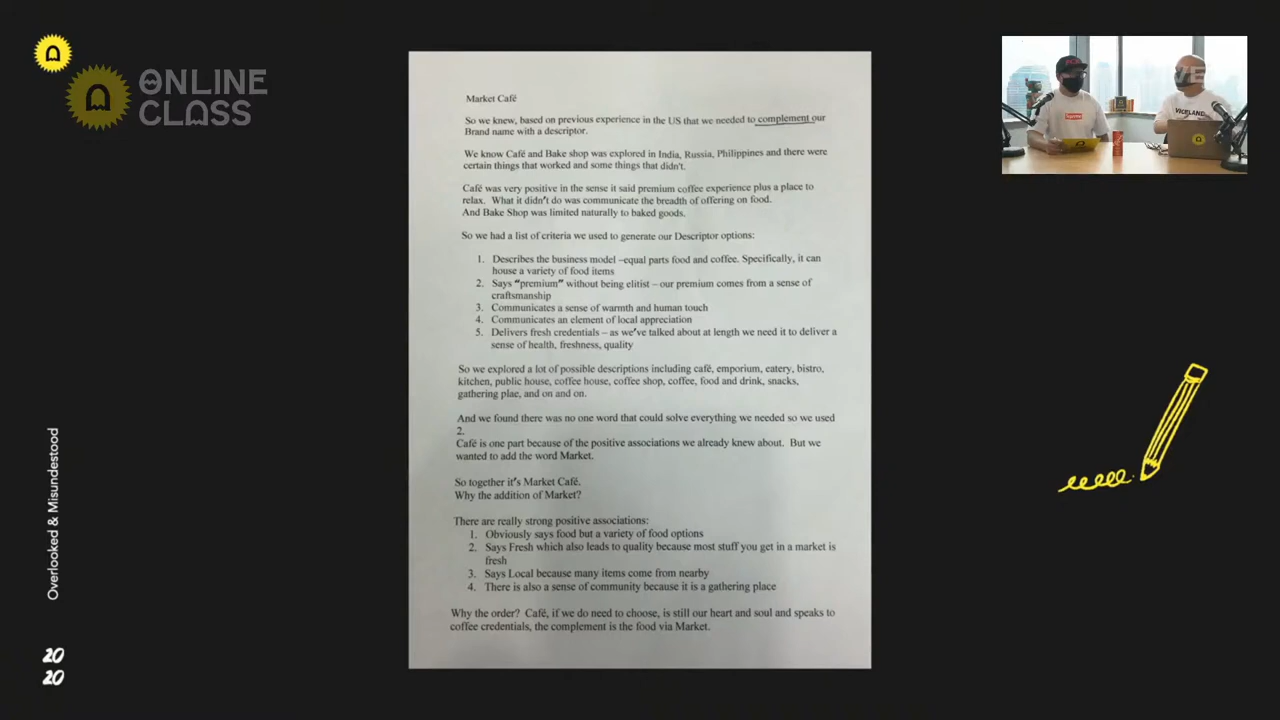 ONLINE
CLASS
Market Café
So we knew, based on previous experience in the US that we needed to complement our
Brand name with a descriptor.
We know Café and Bake shop was explored in India, Russia, Philippines and there were
certain things that worked and some things that didn't.
Café was very positive in the sense it said premium coffee experience plus a place to
relax. What it didn't do was communicate the breadth of offering on food.
And Bake Shop was limited naturally to baked goods.
So we had a list of criteria we used to generate our Descriptor options:
1. Describes the business model –equal parts food and coffee. Specifically, it can
house a variety of food items
2. Says "premium" without being elitist – our premium comes from a sense of
craftsmanship
3. Communicates a sense of warmth and human touch
4. Communicates an element of local appreciation
5. Delivers fresh credentials – as we've talked about at length we need it to deliver a
sense of health, freshness, quality
So we explored a lot of possible descriptions including café, emporium, eatery, bistro,
kitchen, public house, coffee house, coffee shop, coffee, food and drink, snacks,
gathering plae, and on and on.
And we found there was no one word that could solve everything we needed so we used
2.
Café is one part because of the positive associations we already knew about. But we
wanted to add the word Market.
So together it's Market Café.
Why the addition of Market?
There are really strong positive associations:
1. Obviously says food but a variety of food options
2. Says Fresh which also leads to quality because most stuff you get in a market is
fresh
3. Says Local because many items come from nearby
4. There is also a sense of community because it is a gathering place
Why the order? Café, if we do need to choose, is still our heart and soul and speaks to
coffee credentials, the complement is the food via Market.
Overlooked & Misundestood
20
20
VICELAND